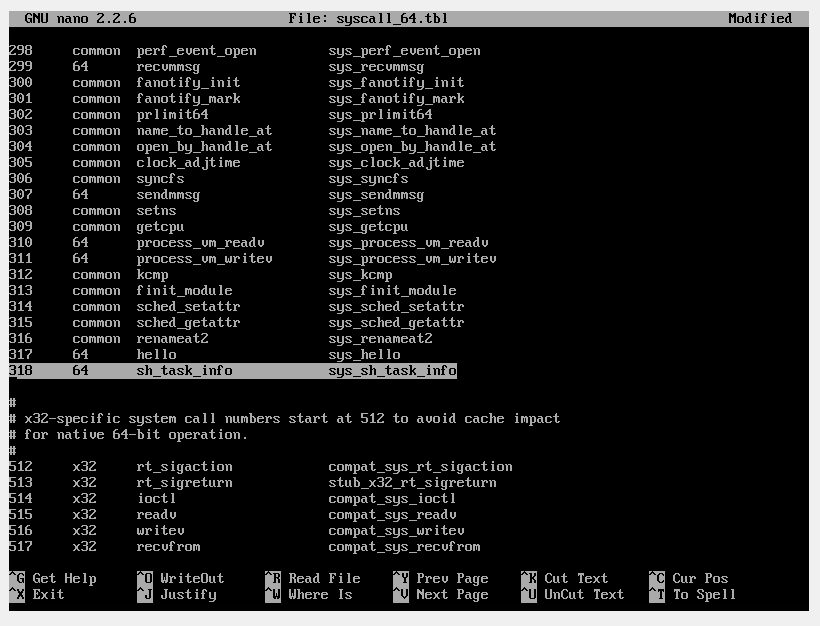 GNU nano 2.2.6 File: syscall_64.tbl Modified
298 common perf_event_open sys_perf_event_open
299 64 recvmmsg sys_recvmmsg
300 common fanotify_init sys_fanotify_init
301 common fanotify_mark sys_fanotify_mark
302 common prlimit64 sys_prlimit64
303 common name_to_handle_at sys_name_to_handle_at
304 common open_by_handle_at sys_open_by_handle_at
305 common clock_adjtime sys_clock_adjtime
306 common syncfs sys_syncfs
307 64 sendmmsg sys_sendmmsg
308 common setns sys_setns
309 common getcpu sys_getcpu
310 64 process_vm_readv sys_process_vm_readv
311 64 process_vm_writev sys_process_vm_writev
312 common kcmp sys_kcmp
313 common finit_module sys_finit_module
314 common sched_setattr sys_sched_setattr
315 common sched_getattr sys_sched_getattr
316 common renameat2 sys_renameat2
317 64 hello sys_hello
318 64 sh_task_info sys_sh_task_info
#
# x32-specific system call numbers start at 512 to avoid cache impact
# for native 64-bit operation.
#
512 x32 rt_sigaction compat_sys_rt_sigaction
513 x32 rt_sigreturn stub_x32_rt_sigreturn
514 x32 ioctl compat_sys_ioctl
515 x32 readv compat_sys_readv
516 x32 writev compat_sys_writev
517 x32 recvfrom compat_sys_recvfrom
^G Get Help ^O WriteOut ^R Read File ^Y Prev Page ^K Cut Text ^C Cur Pos
^X Exit ^J Justify ^W Where Is ^V Next Page ^U UnCut Text ^T To Spell